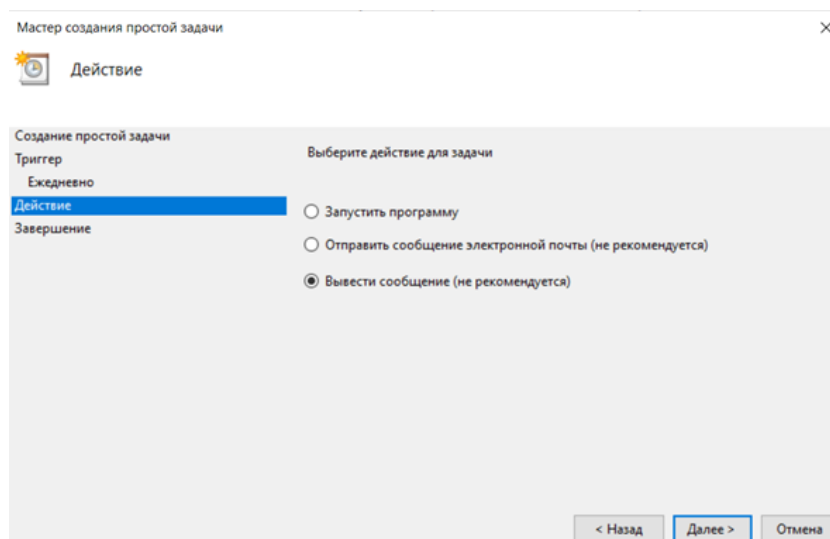 Мастер создания простой задачи
Действие
Создание простой задачи
Триггер
Ежедневно
Действие
Завершение
Выберите действие для задачи
Запустить программу
Отправить сообщение электронной почты (не рекомендуется)
Вывести сообщение (не рекомендуется)
< Назад
Далее >
Отмена